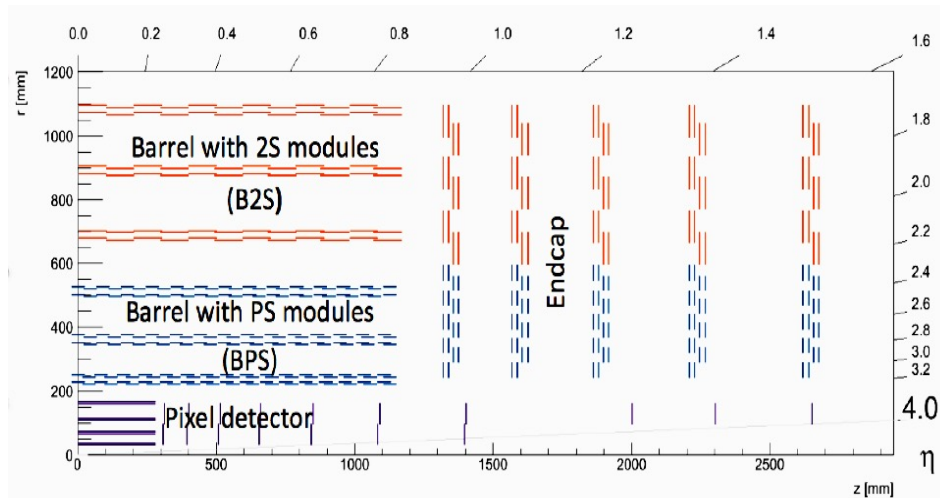 0.0 0.2 0.4 0.6 0.8 1.0 1.2 1.4 1.6
r [mm]
1200
1000
800
600
400
200
0
Barrel with 2S modules
(B2S)
Barrel with PS modules
(BPS)
Pixel detector
Endcap
1.8
2.0
2.2
2.4
2.6
2.8
3.0
3.2
4.0
η
0 500 1000 1500 2000 2500
z [mm]